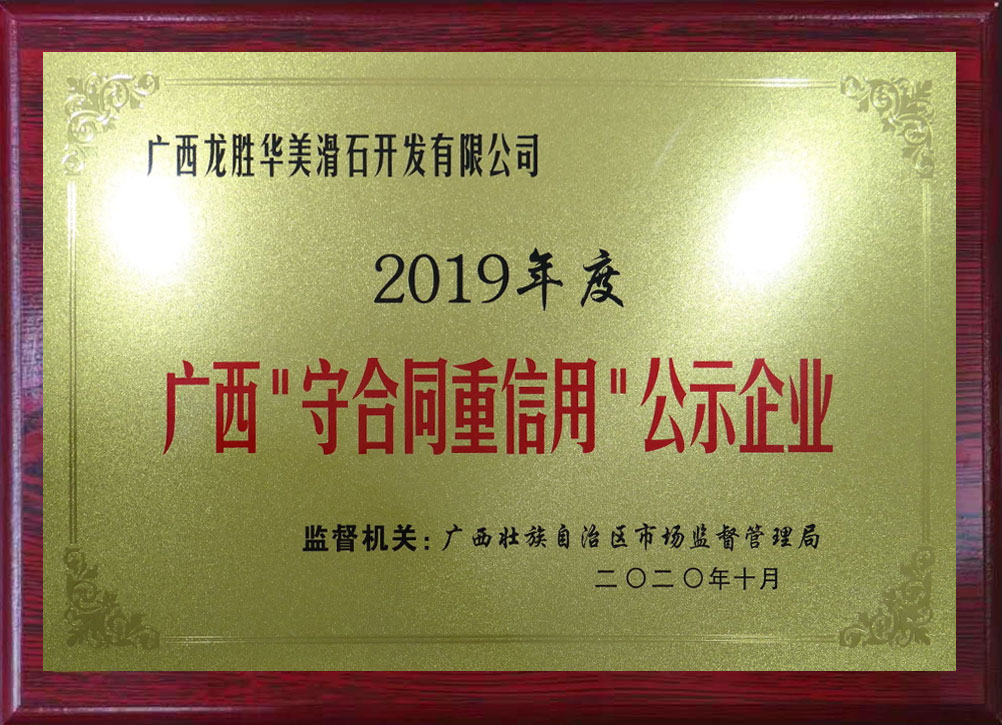 广西龙胜华美滑石开发有限公司
2019年度
广西"守合同重信用"公示企业
监督机关：广西壮族自治区市场监督管理局
二〇二〇年十月